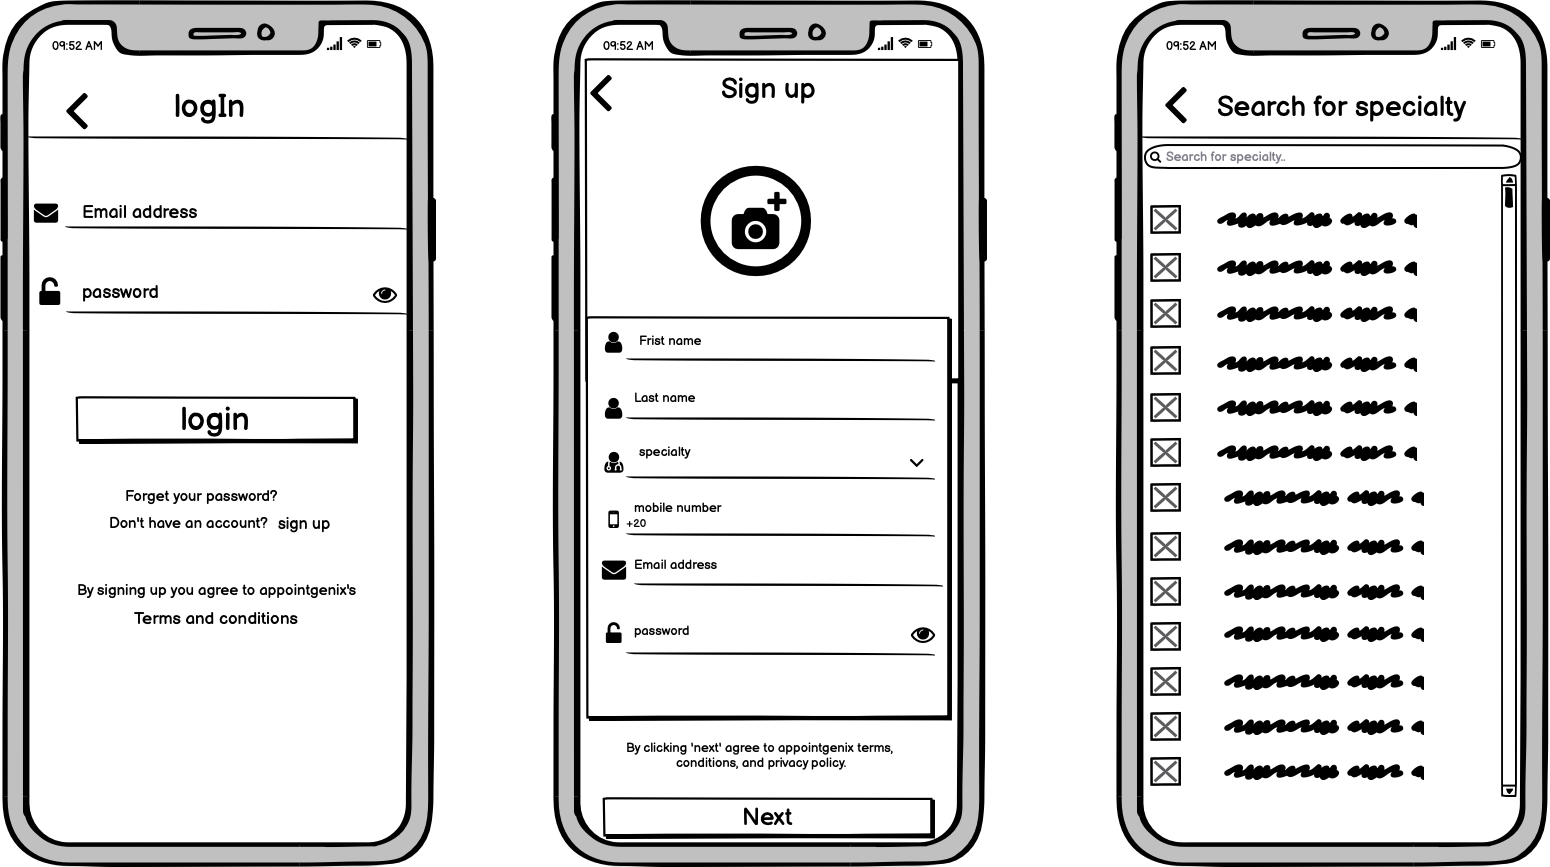 09:52 AM
logIn
Email address
password
login
Forget your password?
Don't have an account? sign up
By signing up you agree to appointgenix's
Terms and conditions
09:52 AM
Sign up
Frist name
Last name
specialty
mobile number
+20
Email address
password
By clicking 'next' agree to appointgenix terms,
conditions, and privacy policy.
Next
09:52 AM
Search for specialty
Search for specialty..